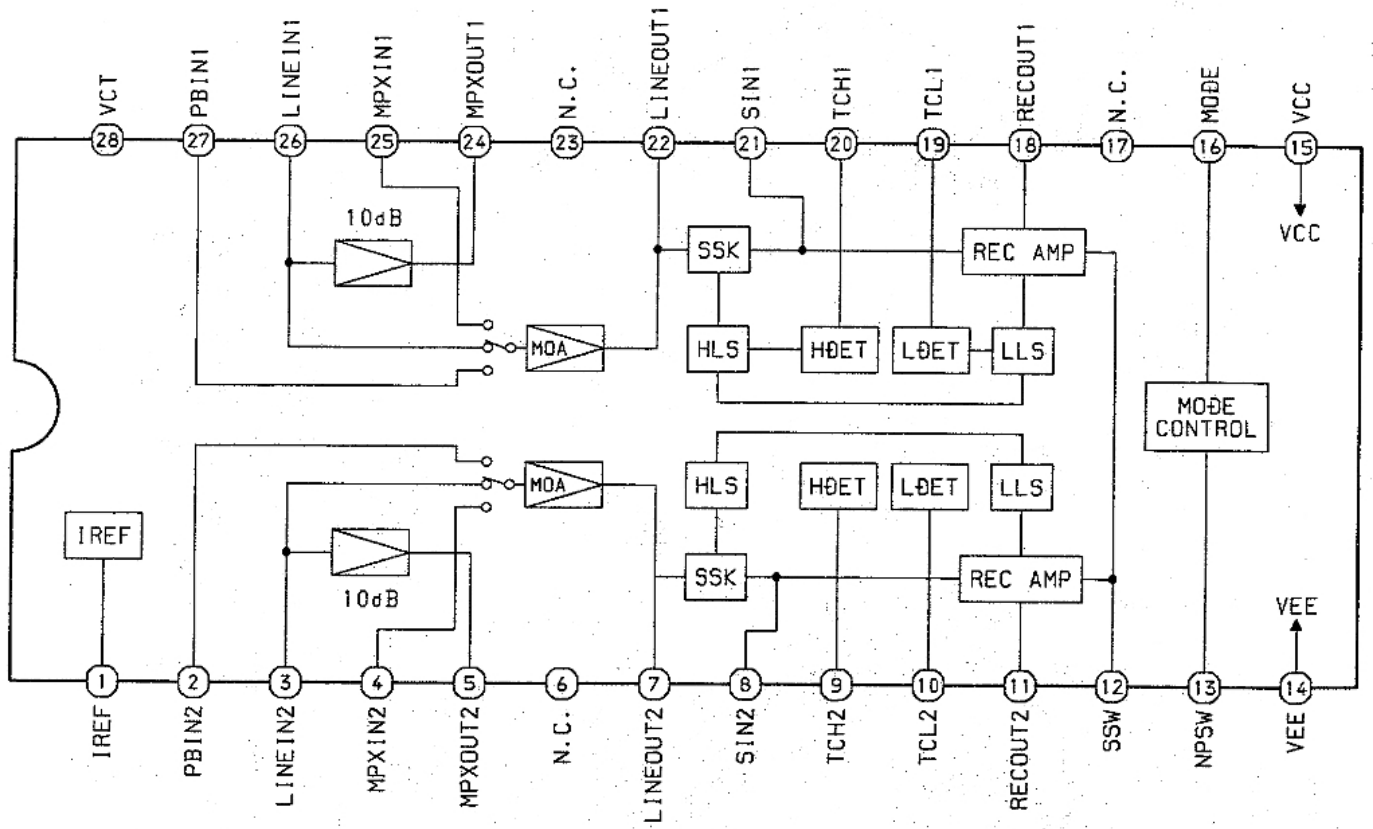 VCT
PBIN1
LINEIN1
MPXIN1
MPXOUT1
N.C.
LINEOUT1
SIN1
TCH1
TCL1
RECOUT1
N.C.
MODE
VCC
28
27
26
25
24
23
22
21
20
19
18
17
16
15
10dB
SSK
REC AMP
VCC
MOA
HLS
HDET
LDET
LLS
MODE
CONTROL
MOA
HLS
HDET
LDET
LLS
IREF
10dB
SSK
REC AMP
VEE
1
2
3
4
5
6
7
8
9
10
11
12
13
14
IREF
PBIN2
LINEIN2
MPXIN2
MPXOUT2
N.C.
LINEOUT2
SIN2
TCH2
TCL2
RECOUT2
SSW
NPSW
VEE